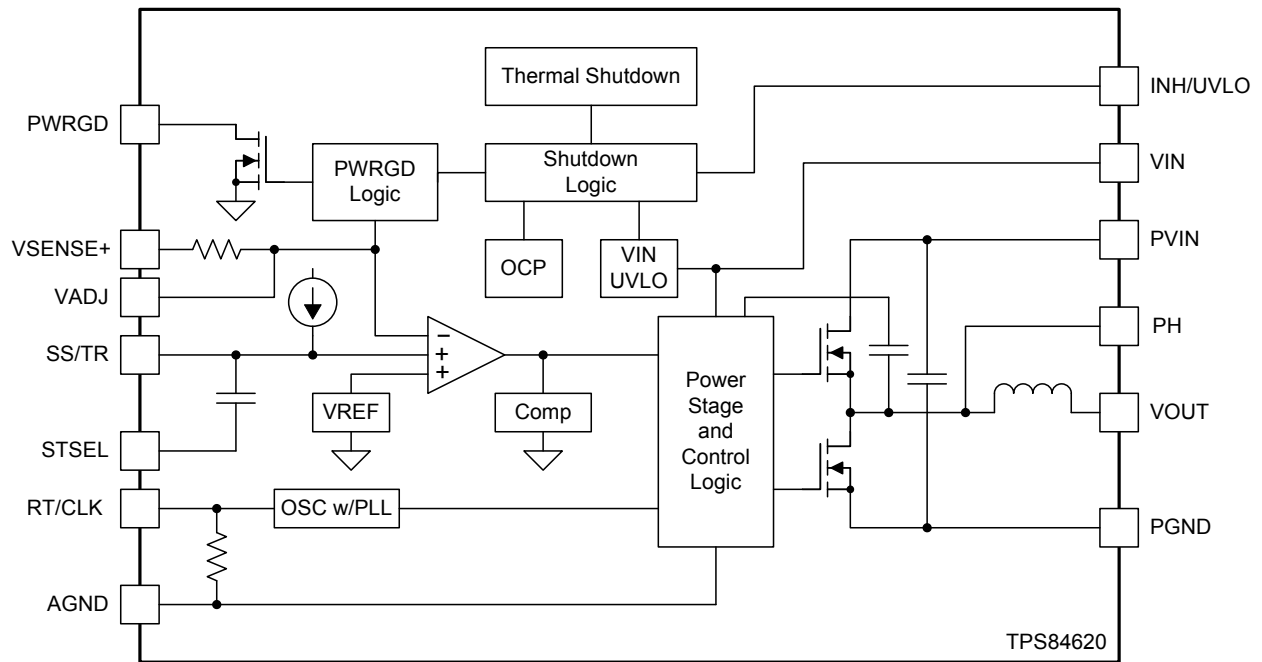 Thermal Shutdown
INH/UVLO
PWRGD
PWRGD
Logic
Shutdown
Logic
VIN
VSENSE+
OCP
VIN
UVLO
PVIN
VADJ
PH
SS/TR
−
+
+
VREF
Comp
Power
Stage
and
Control
Logic
VOUT
STSEL
RT/CLK
OSC w/PLL
PGND
AGND
TPS84620